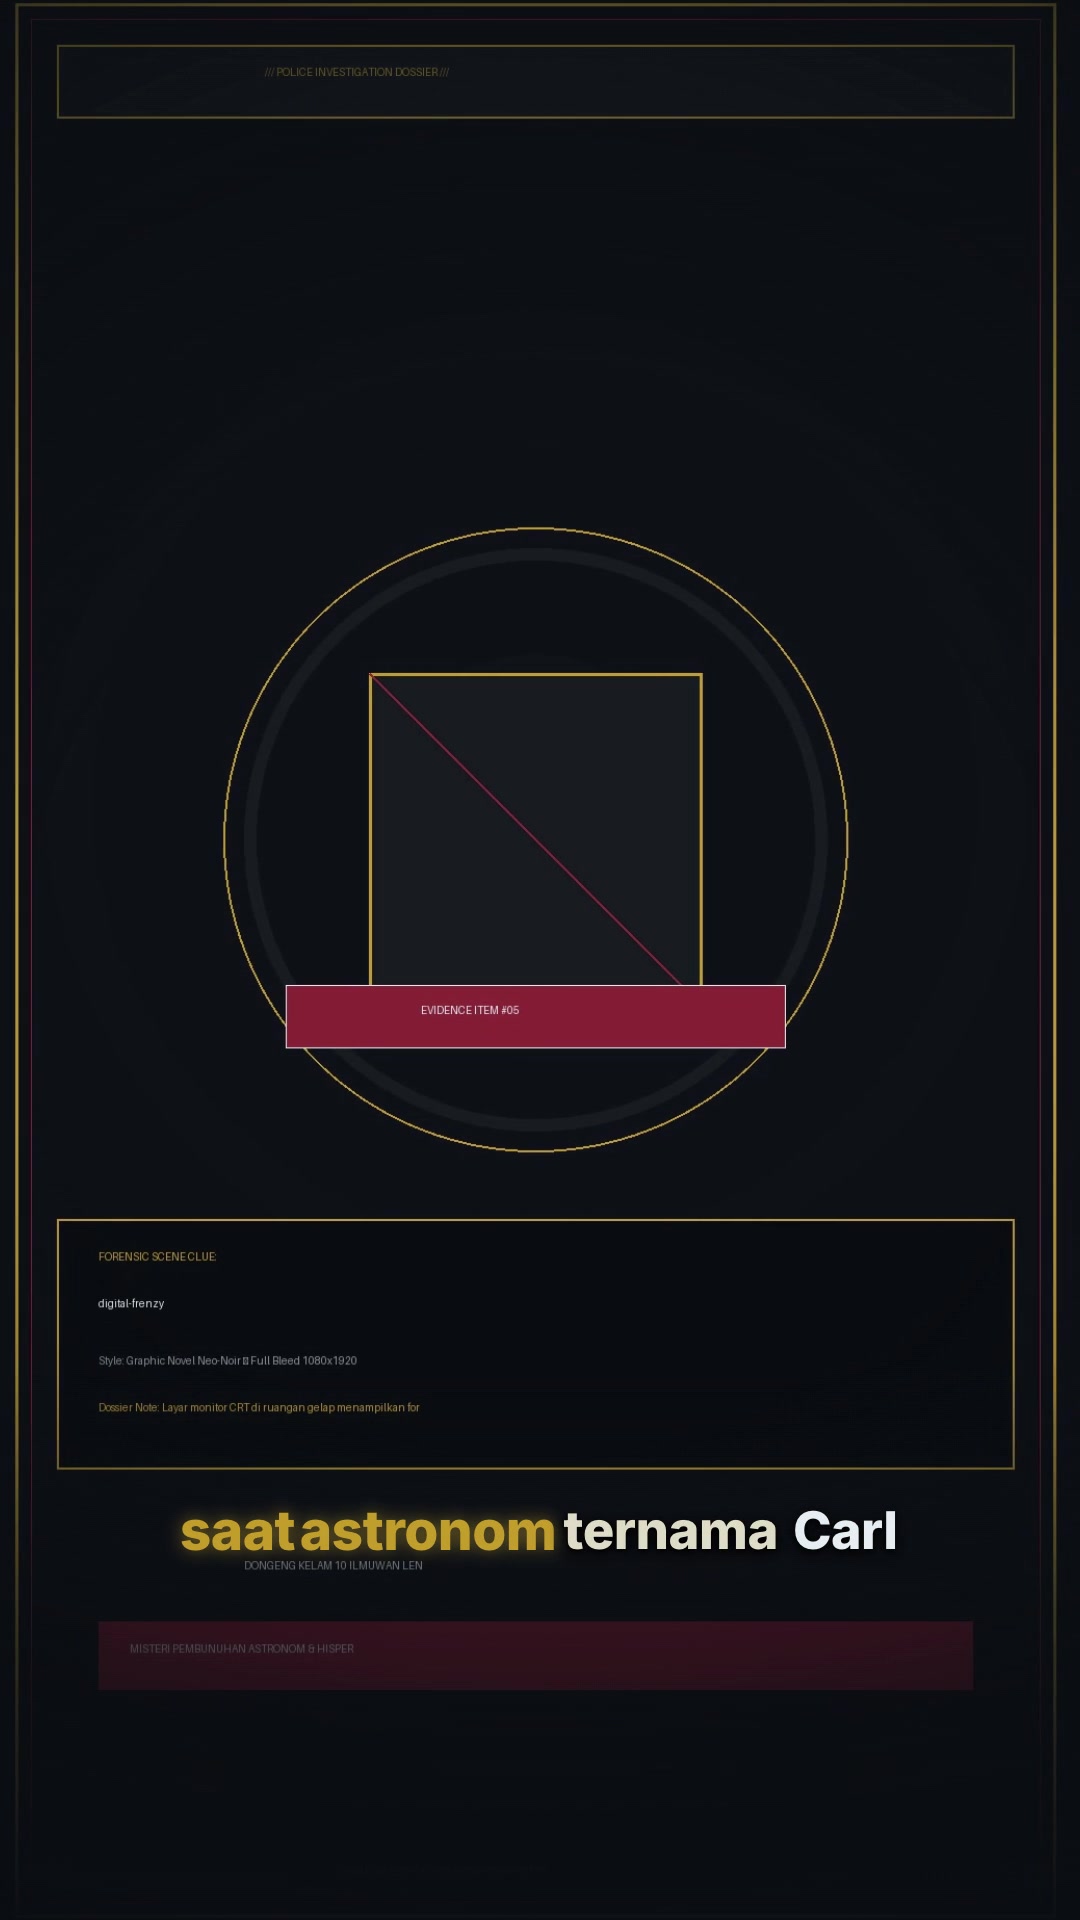 /// POLICE INVESTIGATION DOSSIER ///
EVIDENCE ITEM #05
FORENSIC SCENE CLUE:
digital-frenzy
Style: Graphic Novel Neo-Noir Full Bleed 1080x1920
Dossier Note: Layar monitor CRT di ruangan gelap menampilkan for
saat astronom ternama Carl
DONGENG KELAM 10 ILMUWAN LEN
MISTERI PEMBUNUHAN ASTRONOM & HISPER